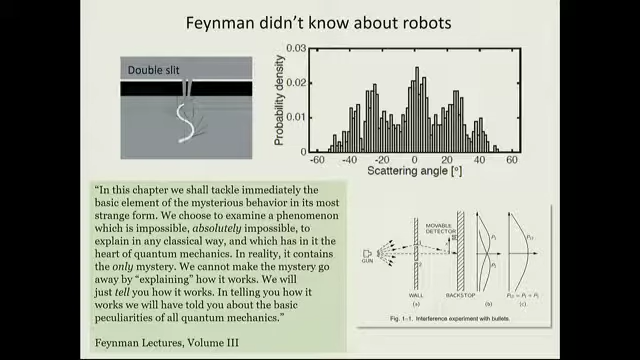 Feynman didn't know about robots
Double slit
Probability density
0.03
0.02
0.01
0
-60
-40
-20
0
20
40
60
Scattering angle [°]
"In this chapter we shall tackle immediately the
basic element of the mysterious behavior in its most
strange form. We choose to examine a phenomenon
which is impossible, absolutely impossible, to
explain in any classical way, and which has in it the
heart of quantum mechanics. In reality, it contains
the only mystery. We cannot make the mystery go
away by "explaining" how it works. We will
just tell you how it works. In telling you how it
works we will have told you about the basic
peculiarities of all quantum mechanics."
Feynman Lectures, Volume III
MOVABLE
DETECTOR
GUN
WALL
BACKSTOP
(a)
(b)
(c)
P₁₂ = P₁ + P₂
Fig. 1–1. Interference experiment with bullets.